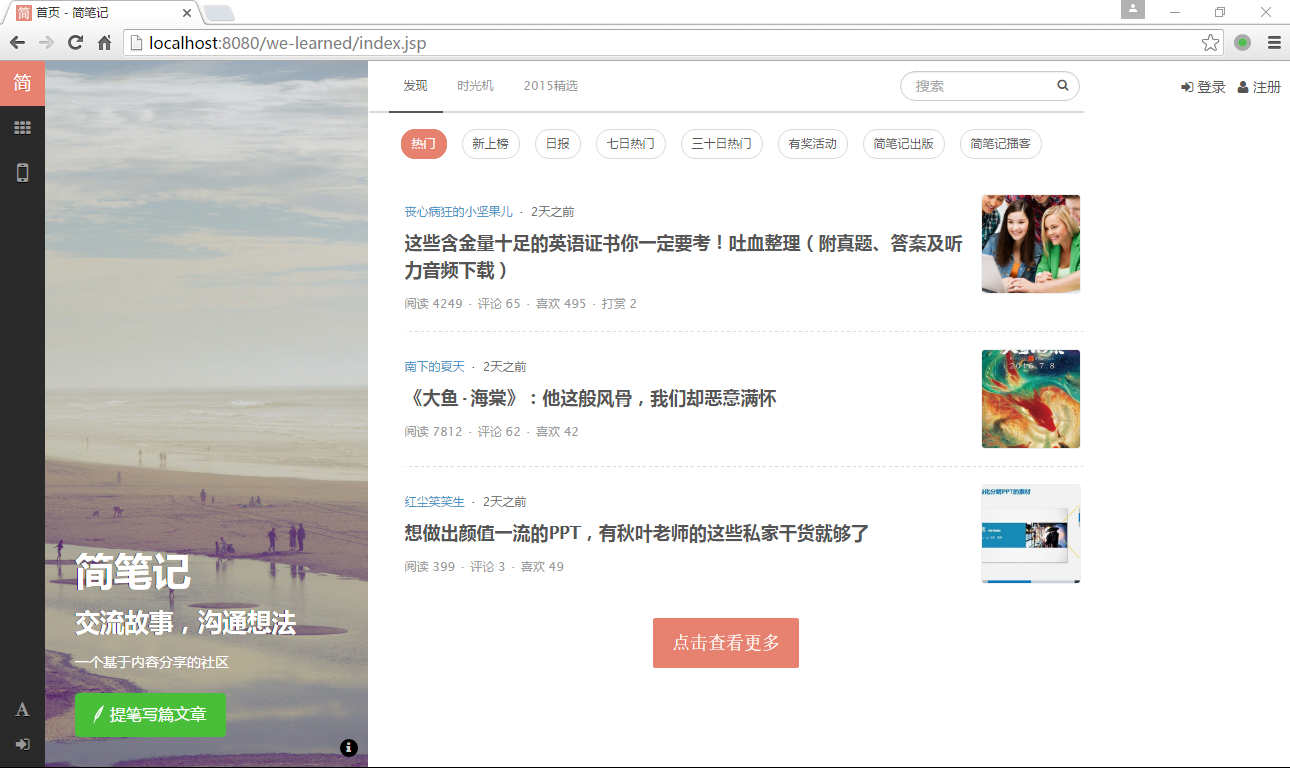 简 首页 - 简笔记
localhost:8080/we-learned/index.jsp
简
发现 时光机 2015精选 搜索 登录 注册
热门 新上榜 日报 七日热门 三十日热门 有奖活动 简笔记出版 简笔记播客
丧心病狂的小坚果儿 · 2天之前
这些含金量十足的英语证书你一定要考！吐血整理（附真题、答案及听
力音频下载）
阅读 4249 · 评论 65 · 喜欢 495 · 打赏 2
南下的夏天 · 2天之前
《大鱼·海棠》：他这般风骨，我们却恶意满怀
阅读 7812 · 评论 62 · 喜欢 42
2016.7.8
红尘笑笑生 · 2天之前
想做出颜值一流的PPT，有秋叶老师的这些私家干货就够了
阅读 399 · 评论 3 · 喜欢 49
点击查看更多
简笔记
交流故事，沟通想法
一个基于内容分享的社区
提笔写篇文章
A